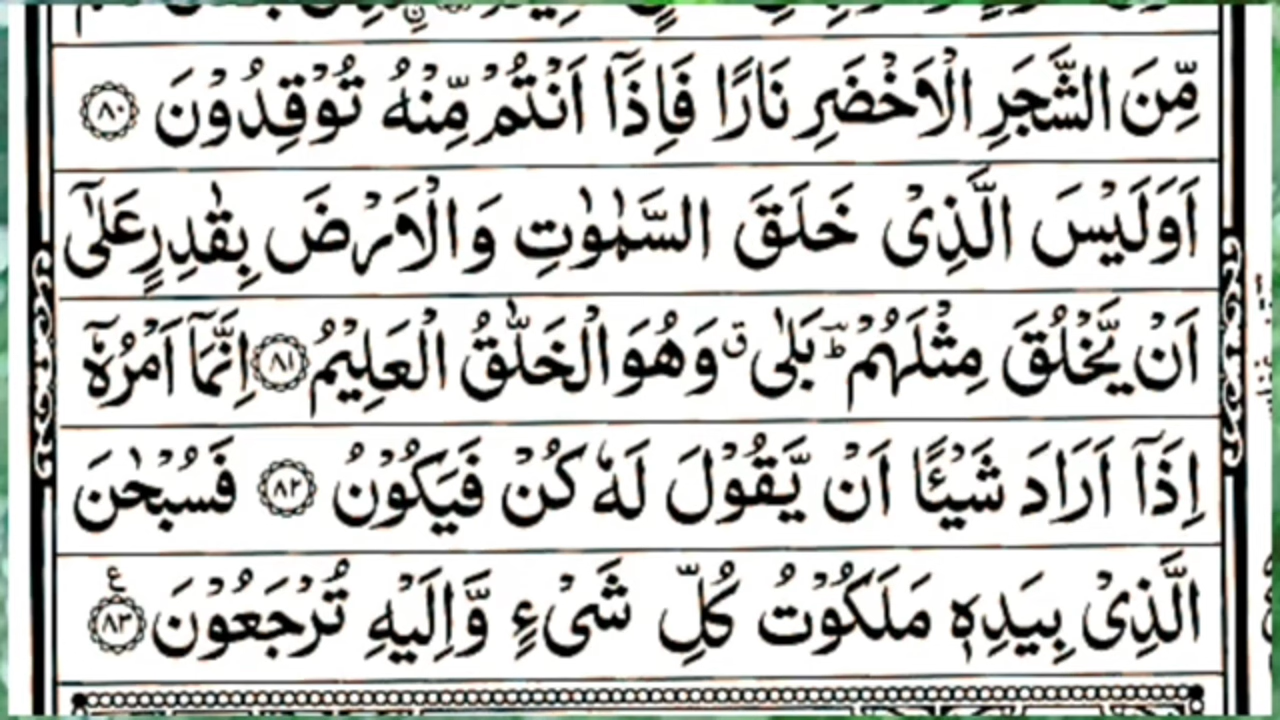 مِّنَ الشَّجَرِ الْاَخْضَرِ نَارًا فَاِذَآ اَنْتُمْ مِّنْهُ تُوْقِدُوْنَ ۝٨٠
اَوَلَيْسَ الَّذِيْ خَلَقَ السَّمٰوٰتِ وَالْاَرْضَ بِقٰدِرٍ عَلٰٓى
اَنْ يَّخْلُقَ مِثْلَهُمْ ؕ بَلٰى ۗ وَهُوَ الْخَلّٰقُ الْعَلِيْمُ ۝٨١ اِنَّمَآ اَمْرُهٗٓ
اِذَآ اَرَادَ شَيْـًٔا اَنْ يَّقُوْلَ لَهٗ كُنْ فَيَكُوْنُ ۝٨٢ فَسُبْحٰنَ
الَّذِيْ بِيَدِهٖ مَلَكُوْتُ كُلِّ شَيْءٍ وَّاِلَيْهِ تُرْجَعُوْنَ ۝٨٣ ع